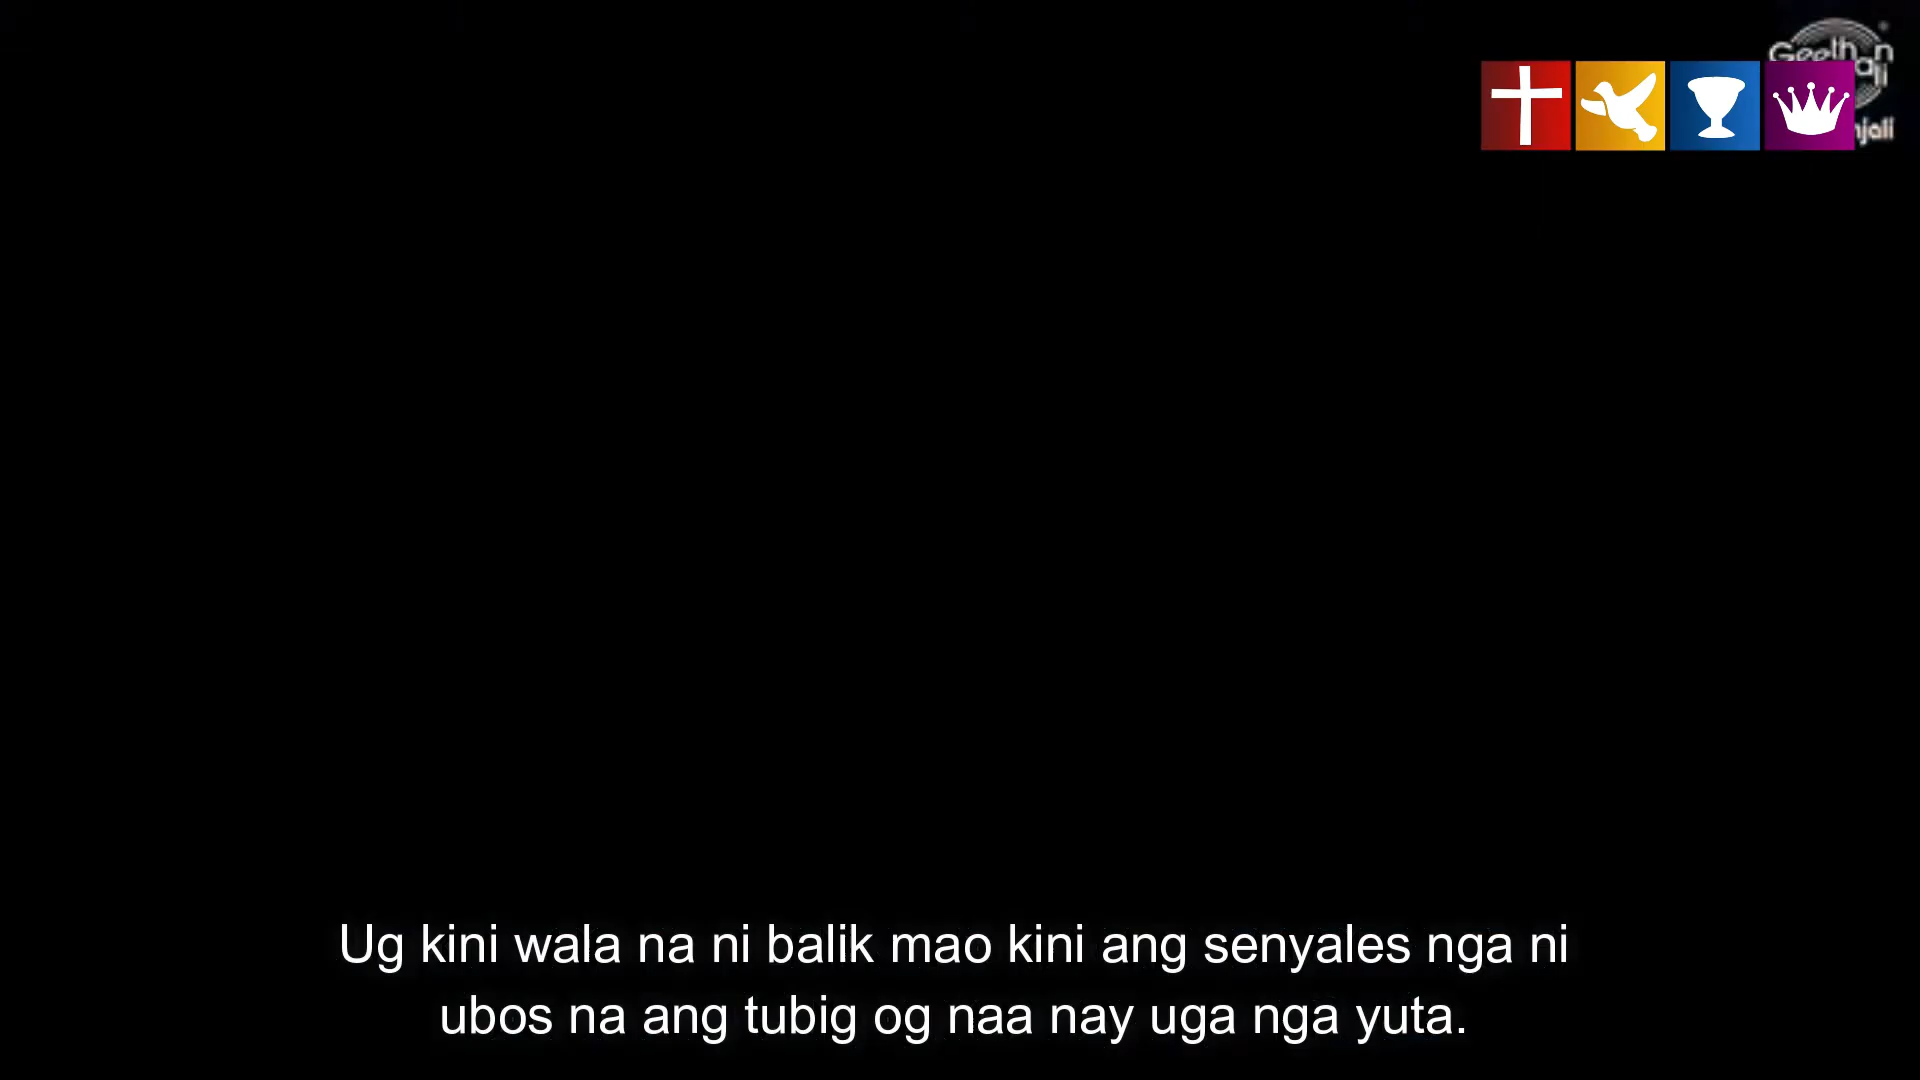 Geethanjali
Ug kini wala na ni balik mao kini ang senyales nga ni
ubos na ang tubig og naa nay uga nga yuta.